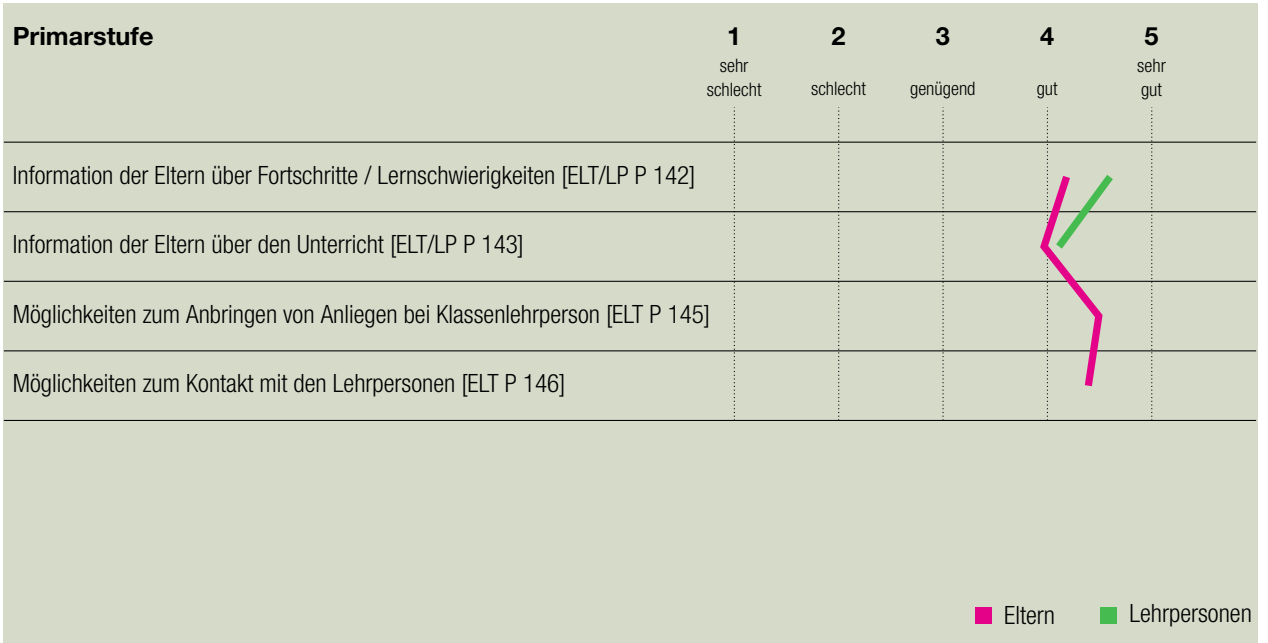 Primarstufe 1 2 3 4 5
sehr schlecht schlecht genügend gut sehr gut
Information der Eltern über Fortschritte / Lernschwierigkeiten [ELT/LP P 142]
Information der Eltern über den Unterricht [ELT/LP P 143]
Möglichkeiten zum Anbringen von Anliegen bei Klassenlehrperson [ELT P 145]
Möglichkeiten zum Kontakt mit den Lehrpersonen [ELT P 146]
Eltern Lehrpersonen